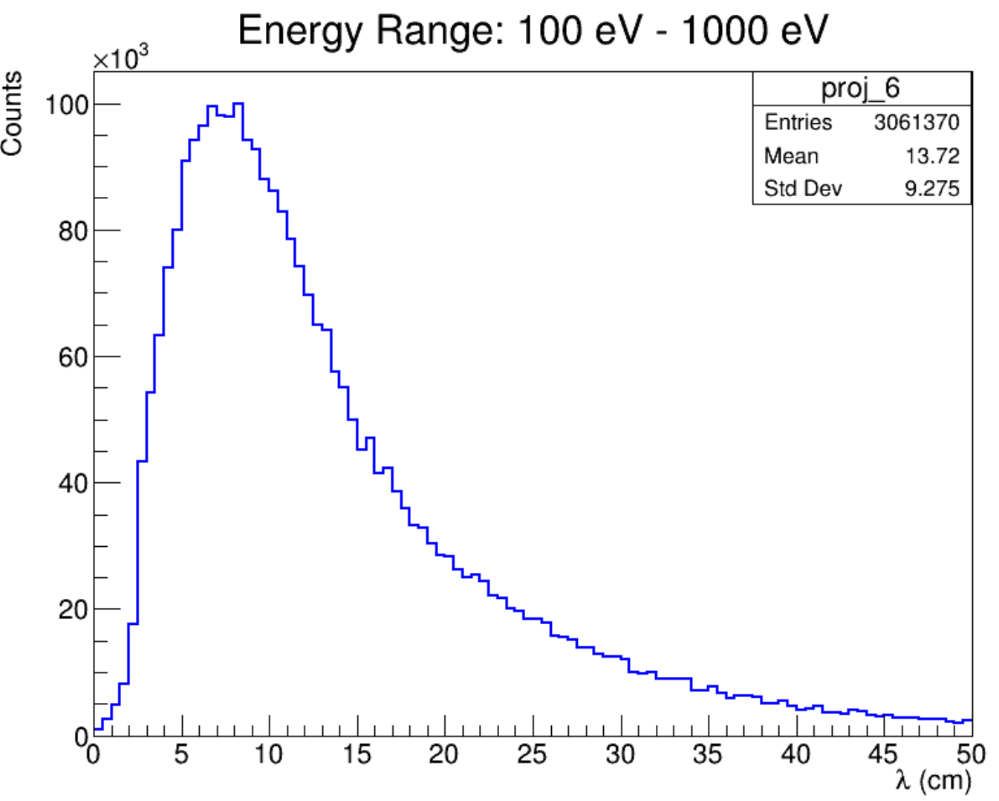 Energy Range: 100 eV - 1000 eV
×10³
Counts
proj_6
Entries 3061370
Mean 13.72
Std Dev 9.275
100
80
60
40
20
0
0 5 10 15 20 25 30 35 40 45 50
λ (cm)